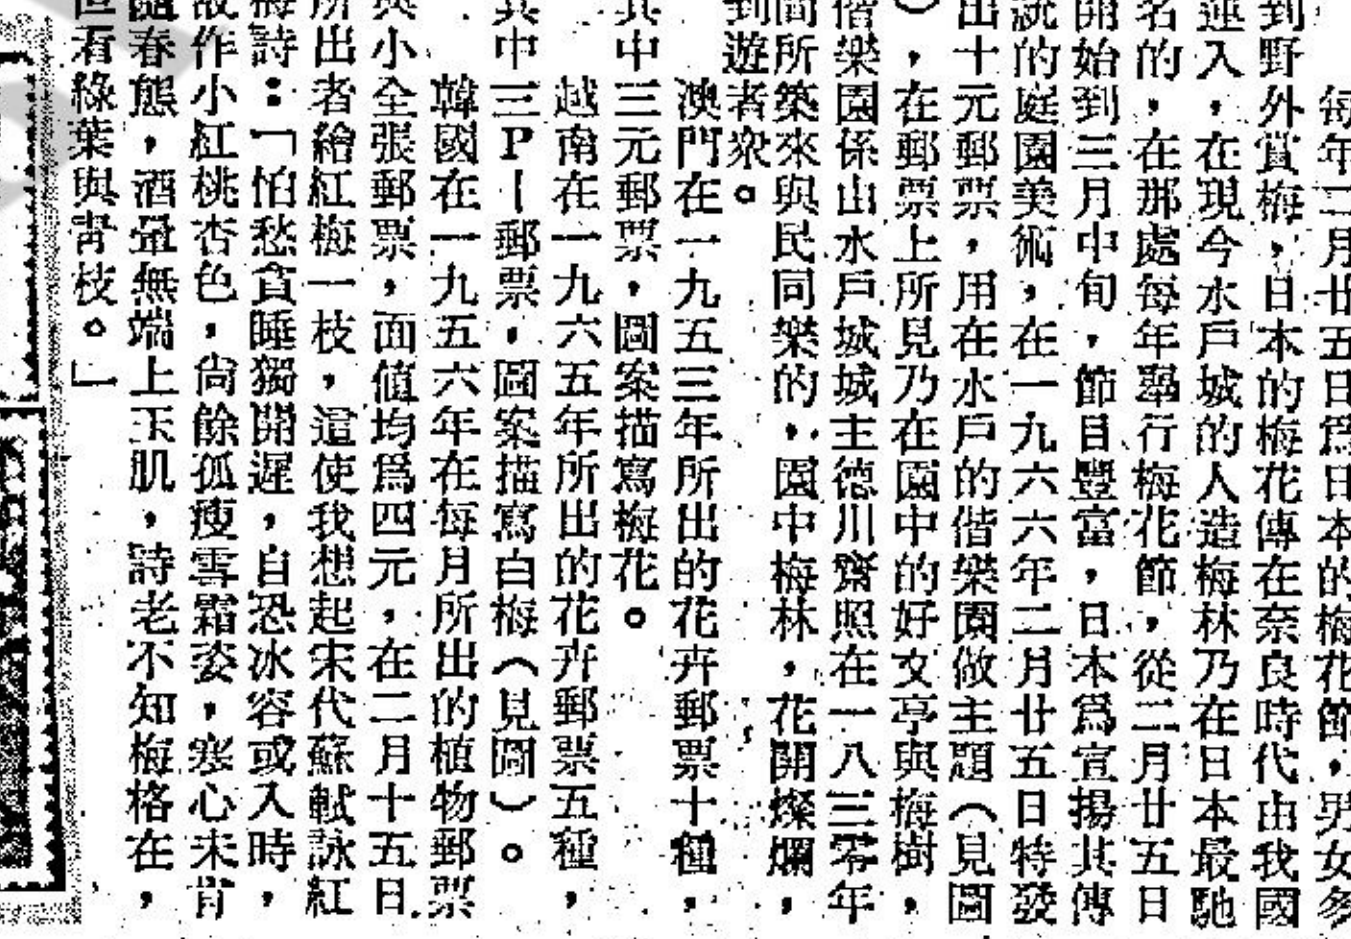 每年二月廿五日爲日本的梅花節，男女多
到野外賞梅，日本的梅花傳在奈良時代由我國
運入，在現今水戶城的人造梅林乃在日本最馳
名的，在那處每年舉行梅花節，從二月廿五日
開始到三月中旬，節目豐富，日本爲宣揚其傳
說的庭園美術，在一九六六年二月廿五日特發
出十元郵票，用在水戶的偕樂園做主題（見圖
），在郵票上所見乃在園中的好文亭與梅樹，
偕樂園係山水戶城城主德川齋照在一八三零年
間所築來與民同樂的，園中梅林，花開燦爛，
到遊者衆。
澳門在一九五三年所出的花卉郵票十種，
其中三元郵票，圖案描寫梅花。
越南在一九六五年所出的花卉郵票五種，
其中三P－郵票，圖案描寫白梅（見圖）。
韓國在一九五六年在每月所出的植物郵票
與小全張郵票，面值均爲四元，在二月十五日
所出者繪紅梅一枝，這使我想起宋代蘇軾詠紅
梅詩：「怕愁貪睡獨開遲，自恐冰容或入時，
故作小紅桃杏色，尚餘孤瘦雪霜姿，寒心未肯
隨春態，酒暈無端上玉肌，詩老不知梅格在，
但看綠葉與靑枝。」